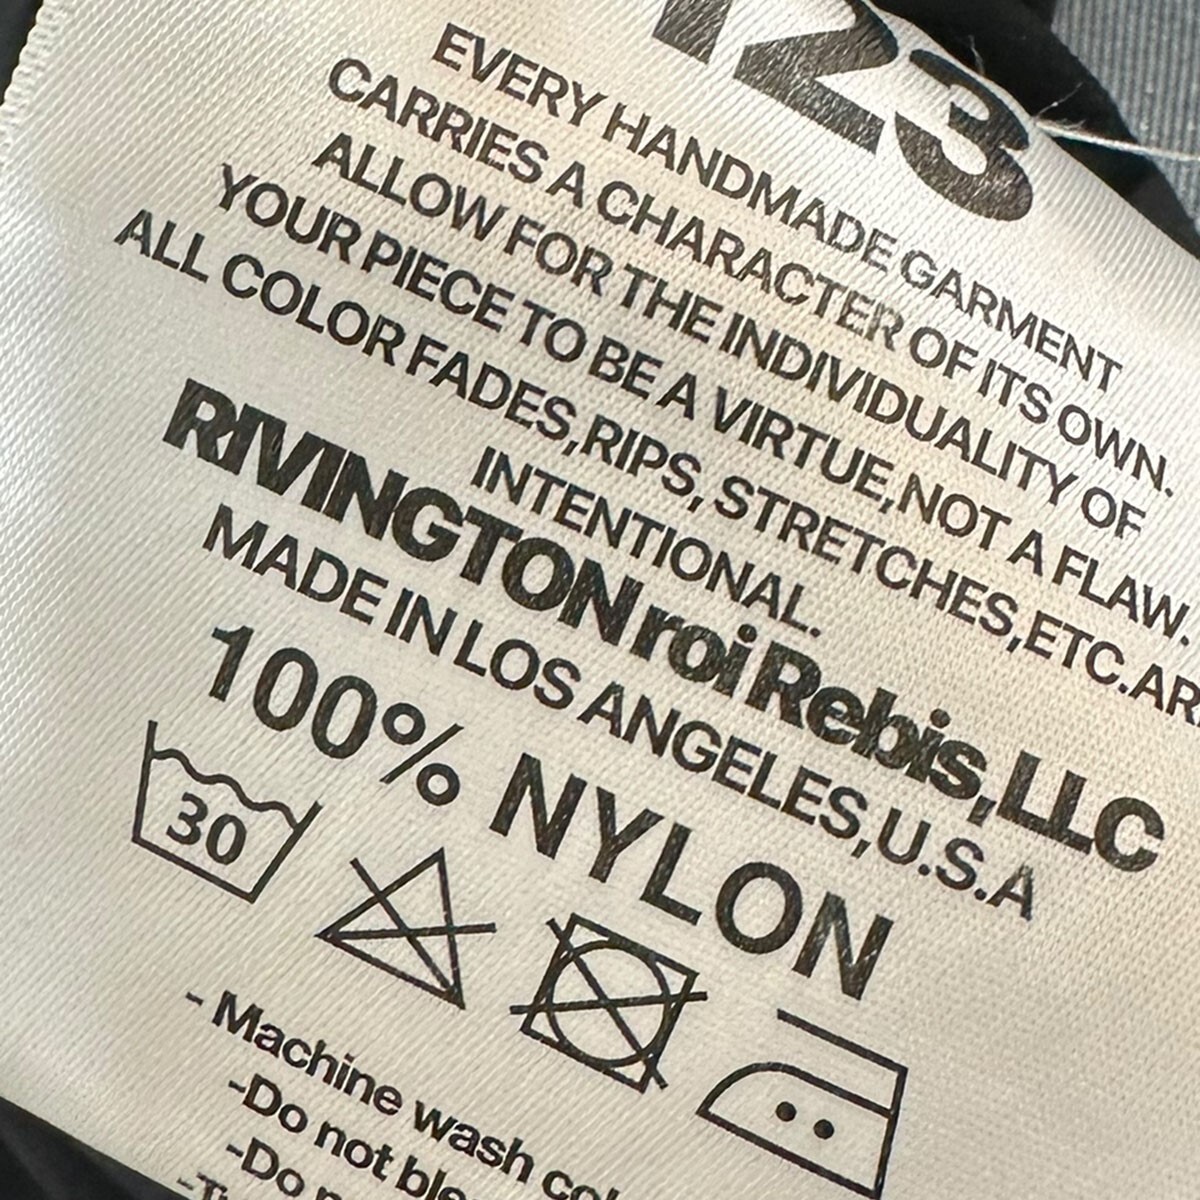 123
EVERY HANDMADE GARMENT
CARRIES A CHARACTER OF ITS OWN.
ALLOW FOR THE INDIVIDUALITY OF
YOUR PIECE TO BE A VIRTUE,NOT A FLAW.
ALL COLOR FADES,RIPS, STRETCHES,ETC.AR
INTENTIONAL.
RIVINGTON roi Rebis,LLC
MADE IN LOS ANGELES,U.S.A
100% NYLON
30
- Machine wash col
-Do not ble
-Do